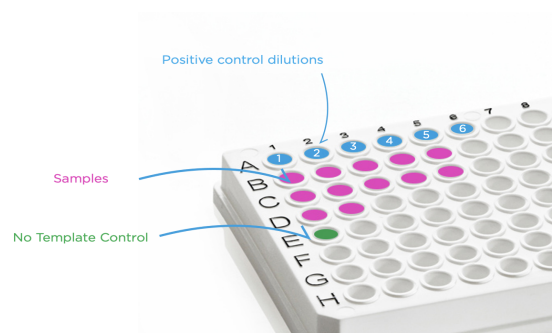 Positive control dilutions
1 2 3 4 5 6 7 8
A 1 2 3 4 5 6
B
Samples
C
D
No Template Control
E
F
G
H